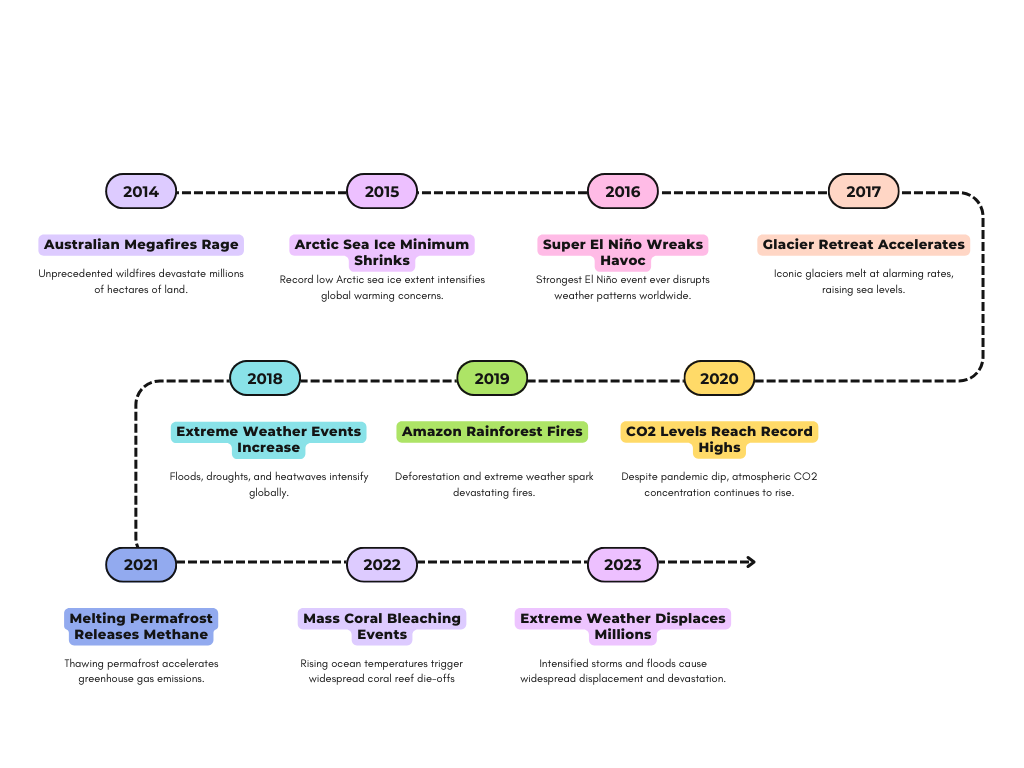 2014
2015
2016
2017
Australian Megafires Rage
Unprecedented wildfires devastate millions
of hectares of land.
Arctic Sea Ice Minimum
Shrinks
Record low Arctic sea ice extent intensifies
global warming concerns.
Super El Niño Wreaks
Havoc
Strongest El Niño event ever disrupts
weather patterns worldwide.
Glacier Retreat Accelerates
Iconic glaciers melt at alarming rates,
raising sea levels.
2018
2019
2020
Extreme Weather Events
Increase
Floods, droughts, and heatwaves intensify
globally.
Amazon Rainforest Fires
Deforestation and extreme weather spark
devastating fires.
CO2 Levels Reach Record
Highs
Despite pandemic dip, atmospheric CO2
concentration continues to rise.
2021
2022
2023
Melting Permafrost
Releases Methane
Thawing permafrost accelerates
greenhouse gas emissions.
Mass Coral Bleaching
Events
Rising ocean temperatures trigger
widespread coral reef die-offs
Extreme Weather Displaces
Millions
Intensified storms and floods cause
widespread displacement and devastation.